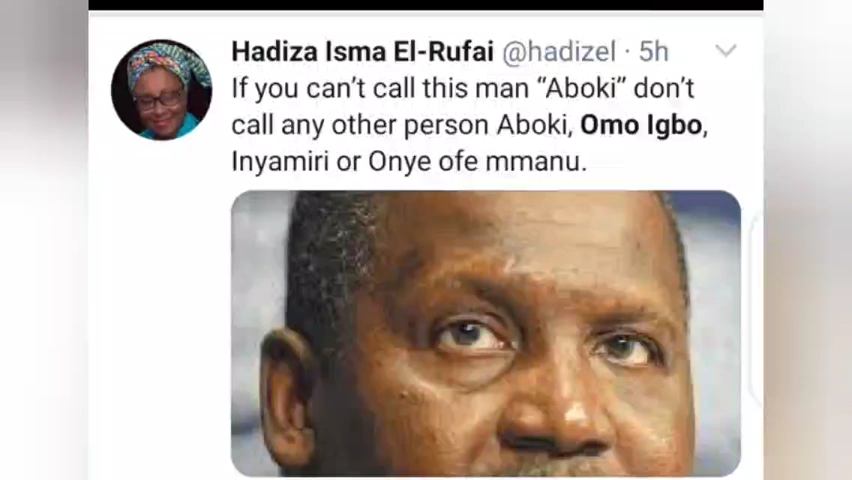 Hadiza Isma El-Rufai @hadizel · 5h
If you can't call this man “Aboki” don't
call any other person Aboki, Omo Igbo,
Inyamiri or Onye ofe mmanu.